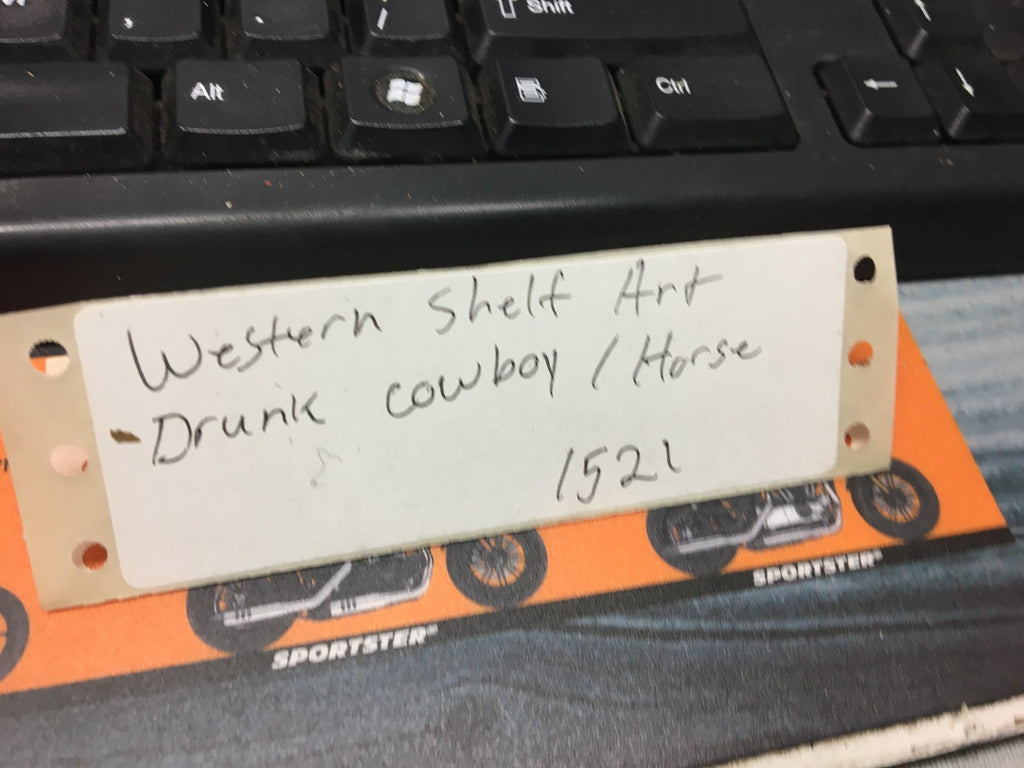 Shift
Alt
Ctrl
Western Shelf Art
- Drunk cowboy / Horse
1521
SPORTSTER®
SPORTSTER®